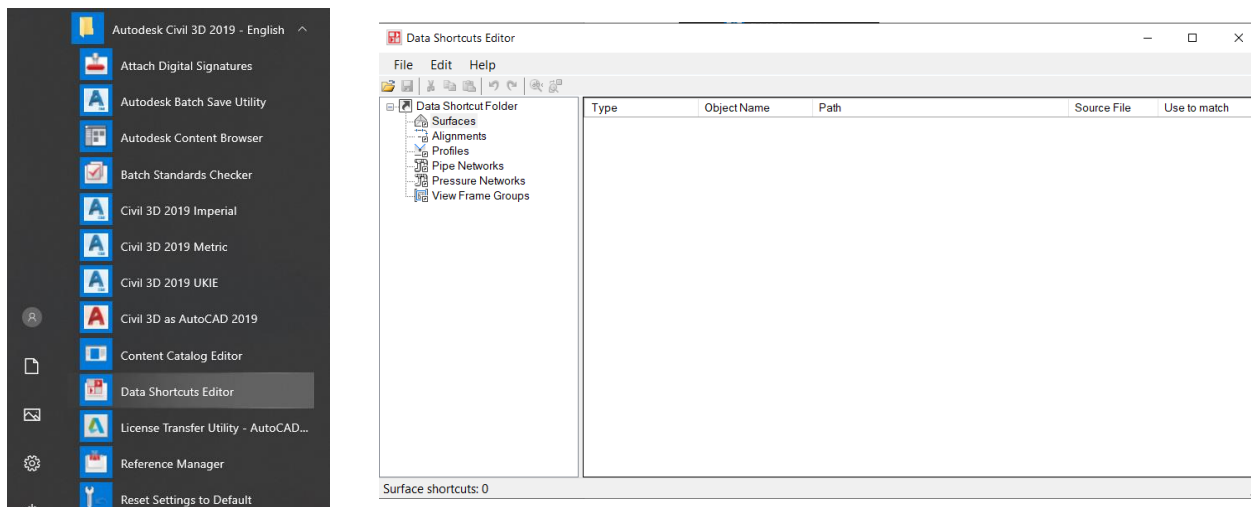 Autodesk Civil 3D 2019 - English
Attach Digital Signatures
Autodesk Batch Save Utility
Autodesk Content Browser
Batch Standards Checker
Civil 3D 2019 Imperial
Civil 3D 2019 Metric
Civil 3D 2019 UKIE
Civil 3D as AutoCAD 2019
Content Catalog Editor
Data Shortcuts Editor
License Transfer Utility - AutoCAD...
Reference Manager
Reset Settings to Default
Data Shortcuts Editor
File Edit Help
Data Shortcut Folder
Surfaces
Alignments
Profiles
Pipe Networks
Pressure Networks
View Frame Groups
Type Object Name Path Source File Use to match
Surface shortcuts: 0